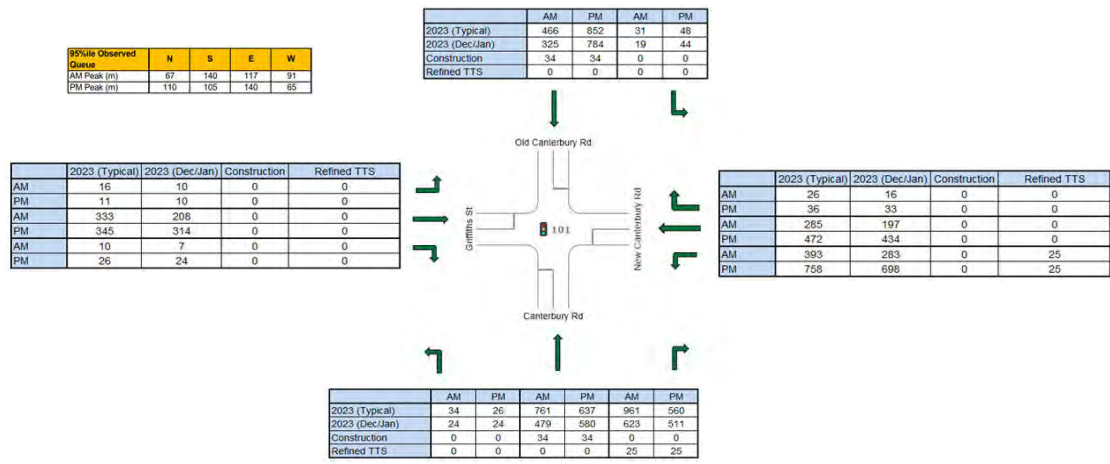 AM PM AM PM
2023 (Typical) 466 852 31 48
2023 (Dec/Jan) 325 784 19 44
Construction 34 34 0 0
Refined TTS 0 0 0 0
95%ile Observed Queue N S E W
AM Peak (m) 67 140 117 91
PM Peak (m) 110 105 140 65
Old Canterbury Rd
2023 (Typical) 2023 (Dec/Jan) Construction Refined TTS
AM 16 10 0 0
PM 11 10 0 0
AM 333 208 0 0
PM 345 314 0 0
AM 10 7 0 0
PM 26 24 0 0
Griffiths St
101
New Canterbury Rd
2023 (Typical) 2023 (Dec/Jan) Construction Refined TTS
AM 26 16 0 0
PM 36 33 0 0
AM 285 197 0 0
PM 472 434 0 0
AM 393 283 0 25
PM 758 698 0 25
Canterbury Rd
AM PM AM PM AM PM
2023 (Typical) 34 26 761 637 961 560
2023 (Dec/Jan) 24 24 479 580 623 511
Construction 0 0 34 34 0 0
Refined TTS 0 0 0 0 25 25